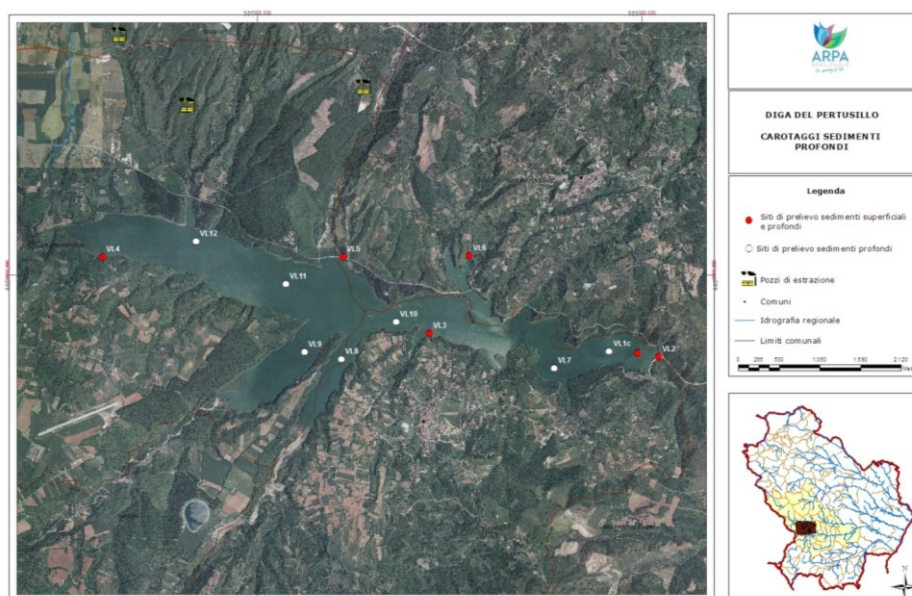 ARPA
DIGA DEL PERTUSILLO
CAROTAGGI SEDIMENTI
PROFONDI
Legenda
Siti di prelievo sedimenti superficiali
e profondi
Siti di prelievo sedimenti profondi
Pozzi di estrazione
Comuni
Idrografia regionale
Limiti comunali
VL12
VL4
VL5
VL6
VL11
VL10
VL3
VL9
VL8
VL1c
VL2
VL7
N